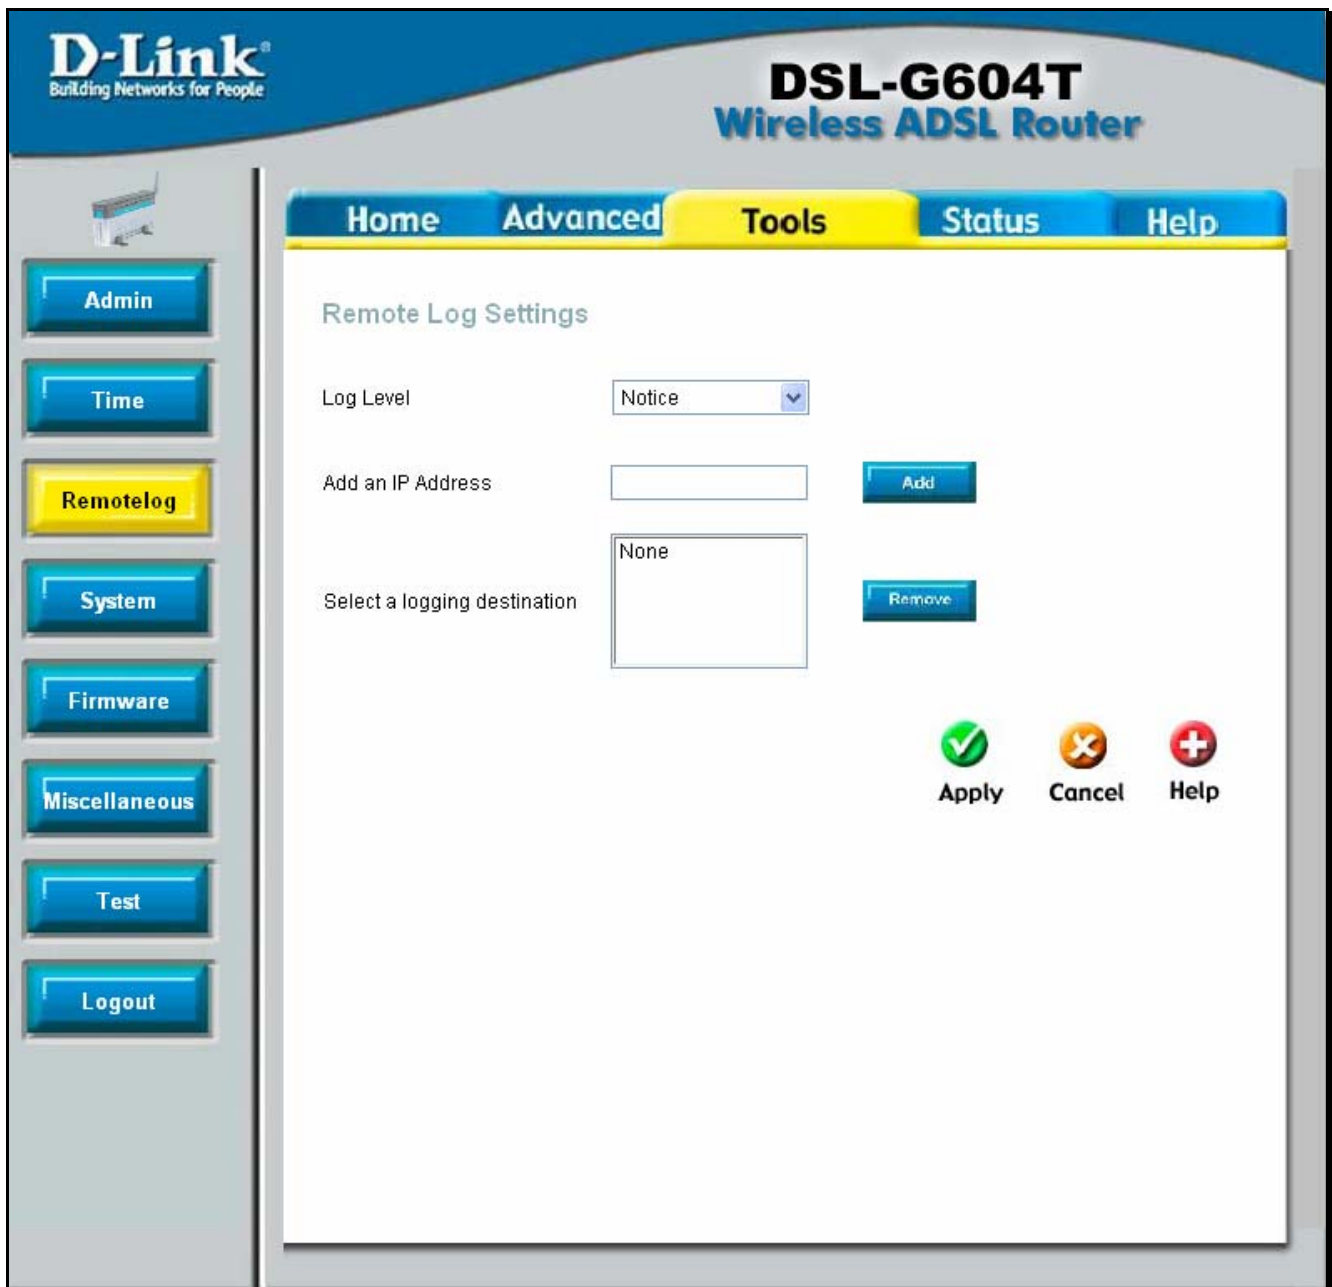 D-Link®
Building Networks for People
DSL-G604T
Wireless ADSL Router
Home Advanced Tools Status Help
Admin
Time
Remotelog
System
Firmware
Miscellaneous
Test
Logout
Remote Log Settings
Log Level Notice
Add an IP Address Add
None
Select a logging destination Remove
Apply Cancel Help